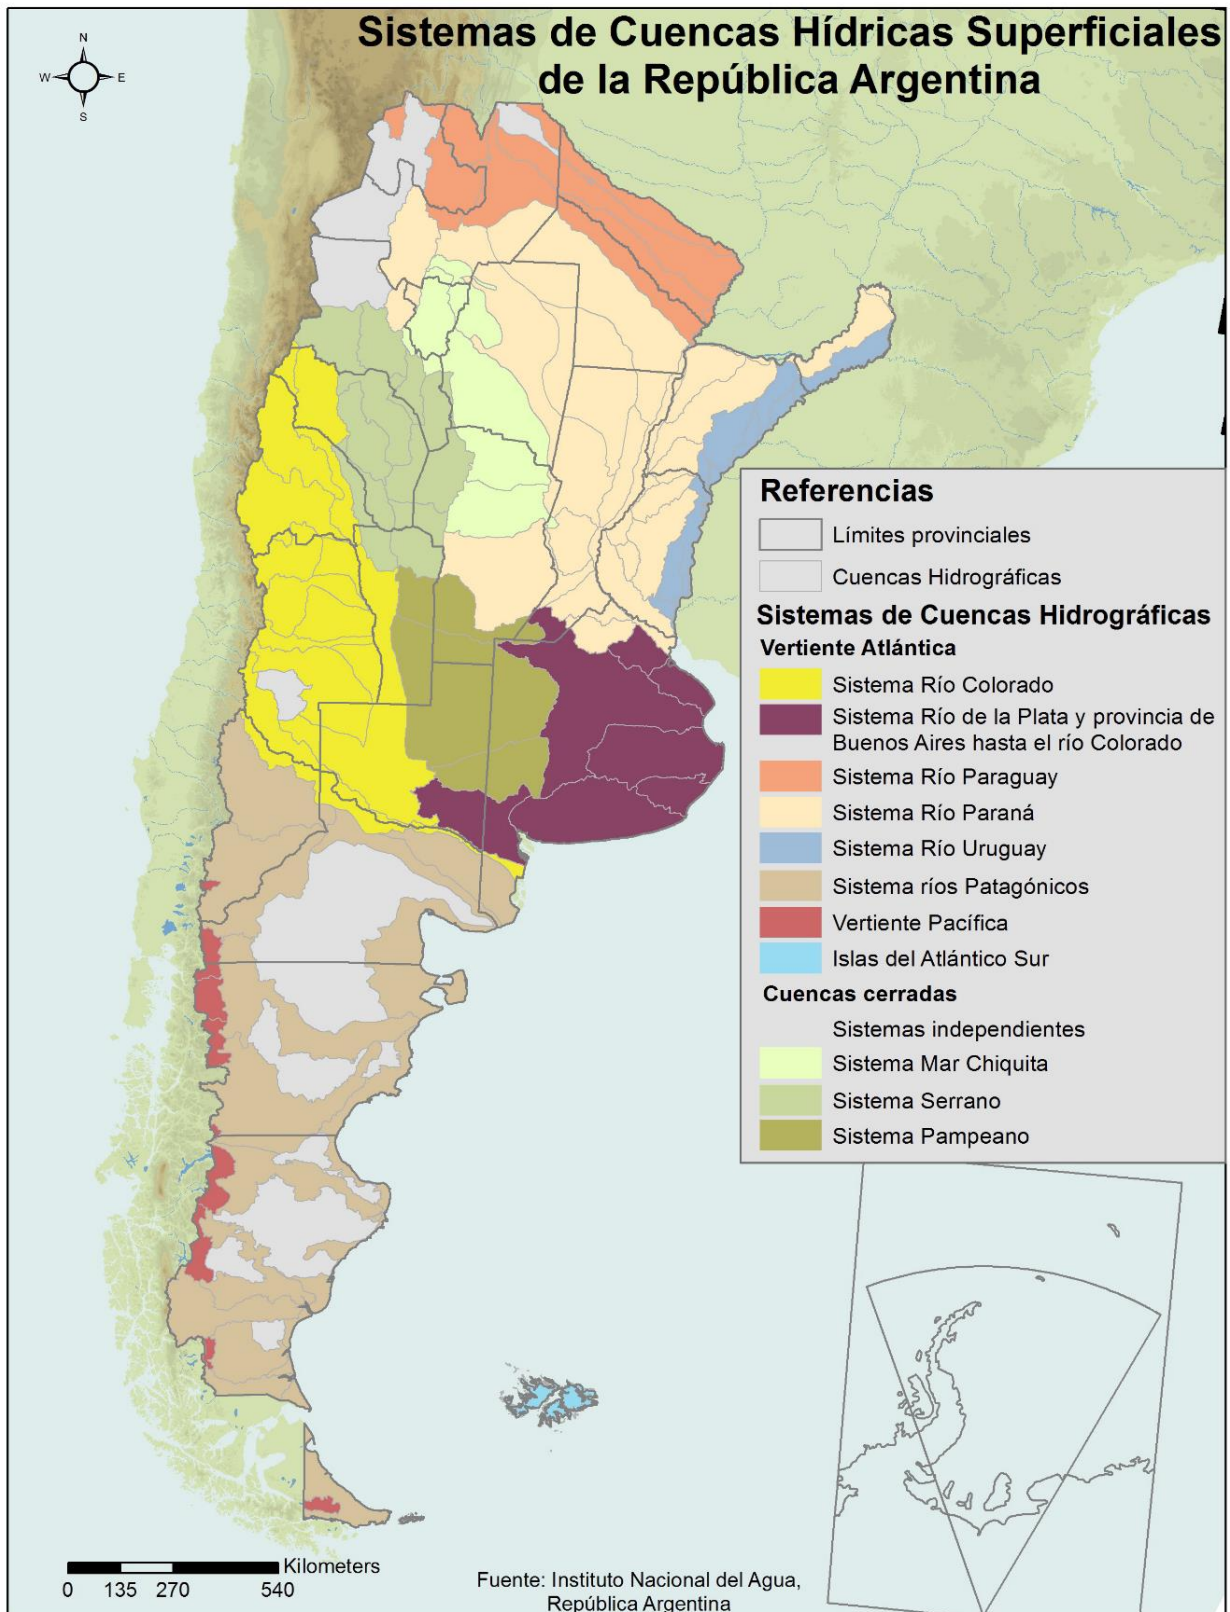 Sistemas de Cuencas Hídricas Superficiales
de la República Argentina
N
W E
S
Referencias
Límites provinciales
Cuencas Hidrográficas
Sistemas de Cuencas Hidrográficas
Vertiente Atlántica
Sistema Río Colorado
Sistema Río de la Plata y provincia de
Buenos Aires hasta el río Colorado
Sistema Río Paraguay
Sistema Río Paraná
Sistema Río Uruguay
Sistema ríos Patagónicos
Vertiente Pacífica
Islas del Atlántico Sur
Cuencas cerradas
Sistemas independientes
Sistema Mar Chiquita
Sistema Serrano
Sistema Pampeano
Kilometers
0 135 270 540
Fuente: Instituto Nacional del Agua,
República Argentina